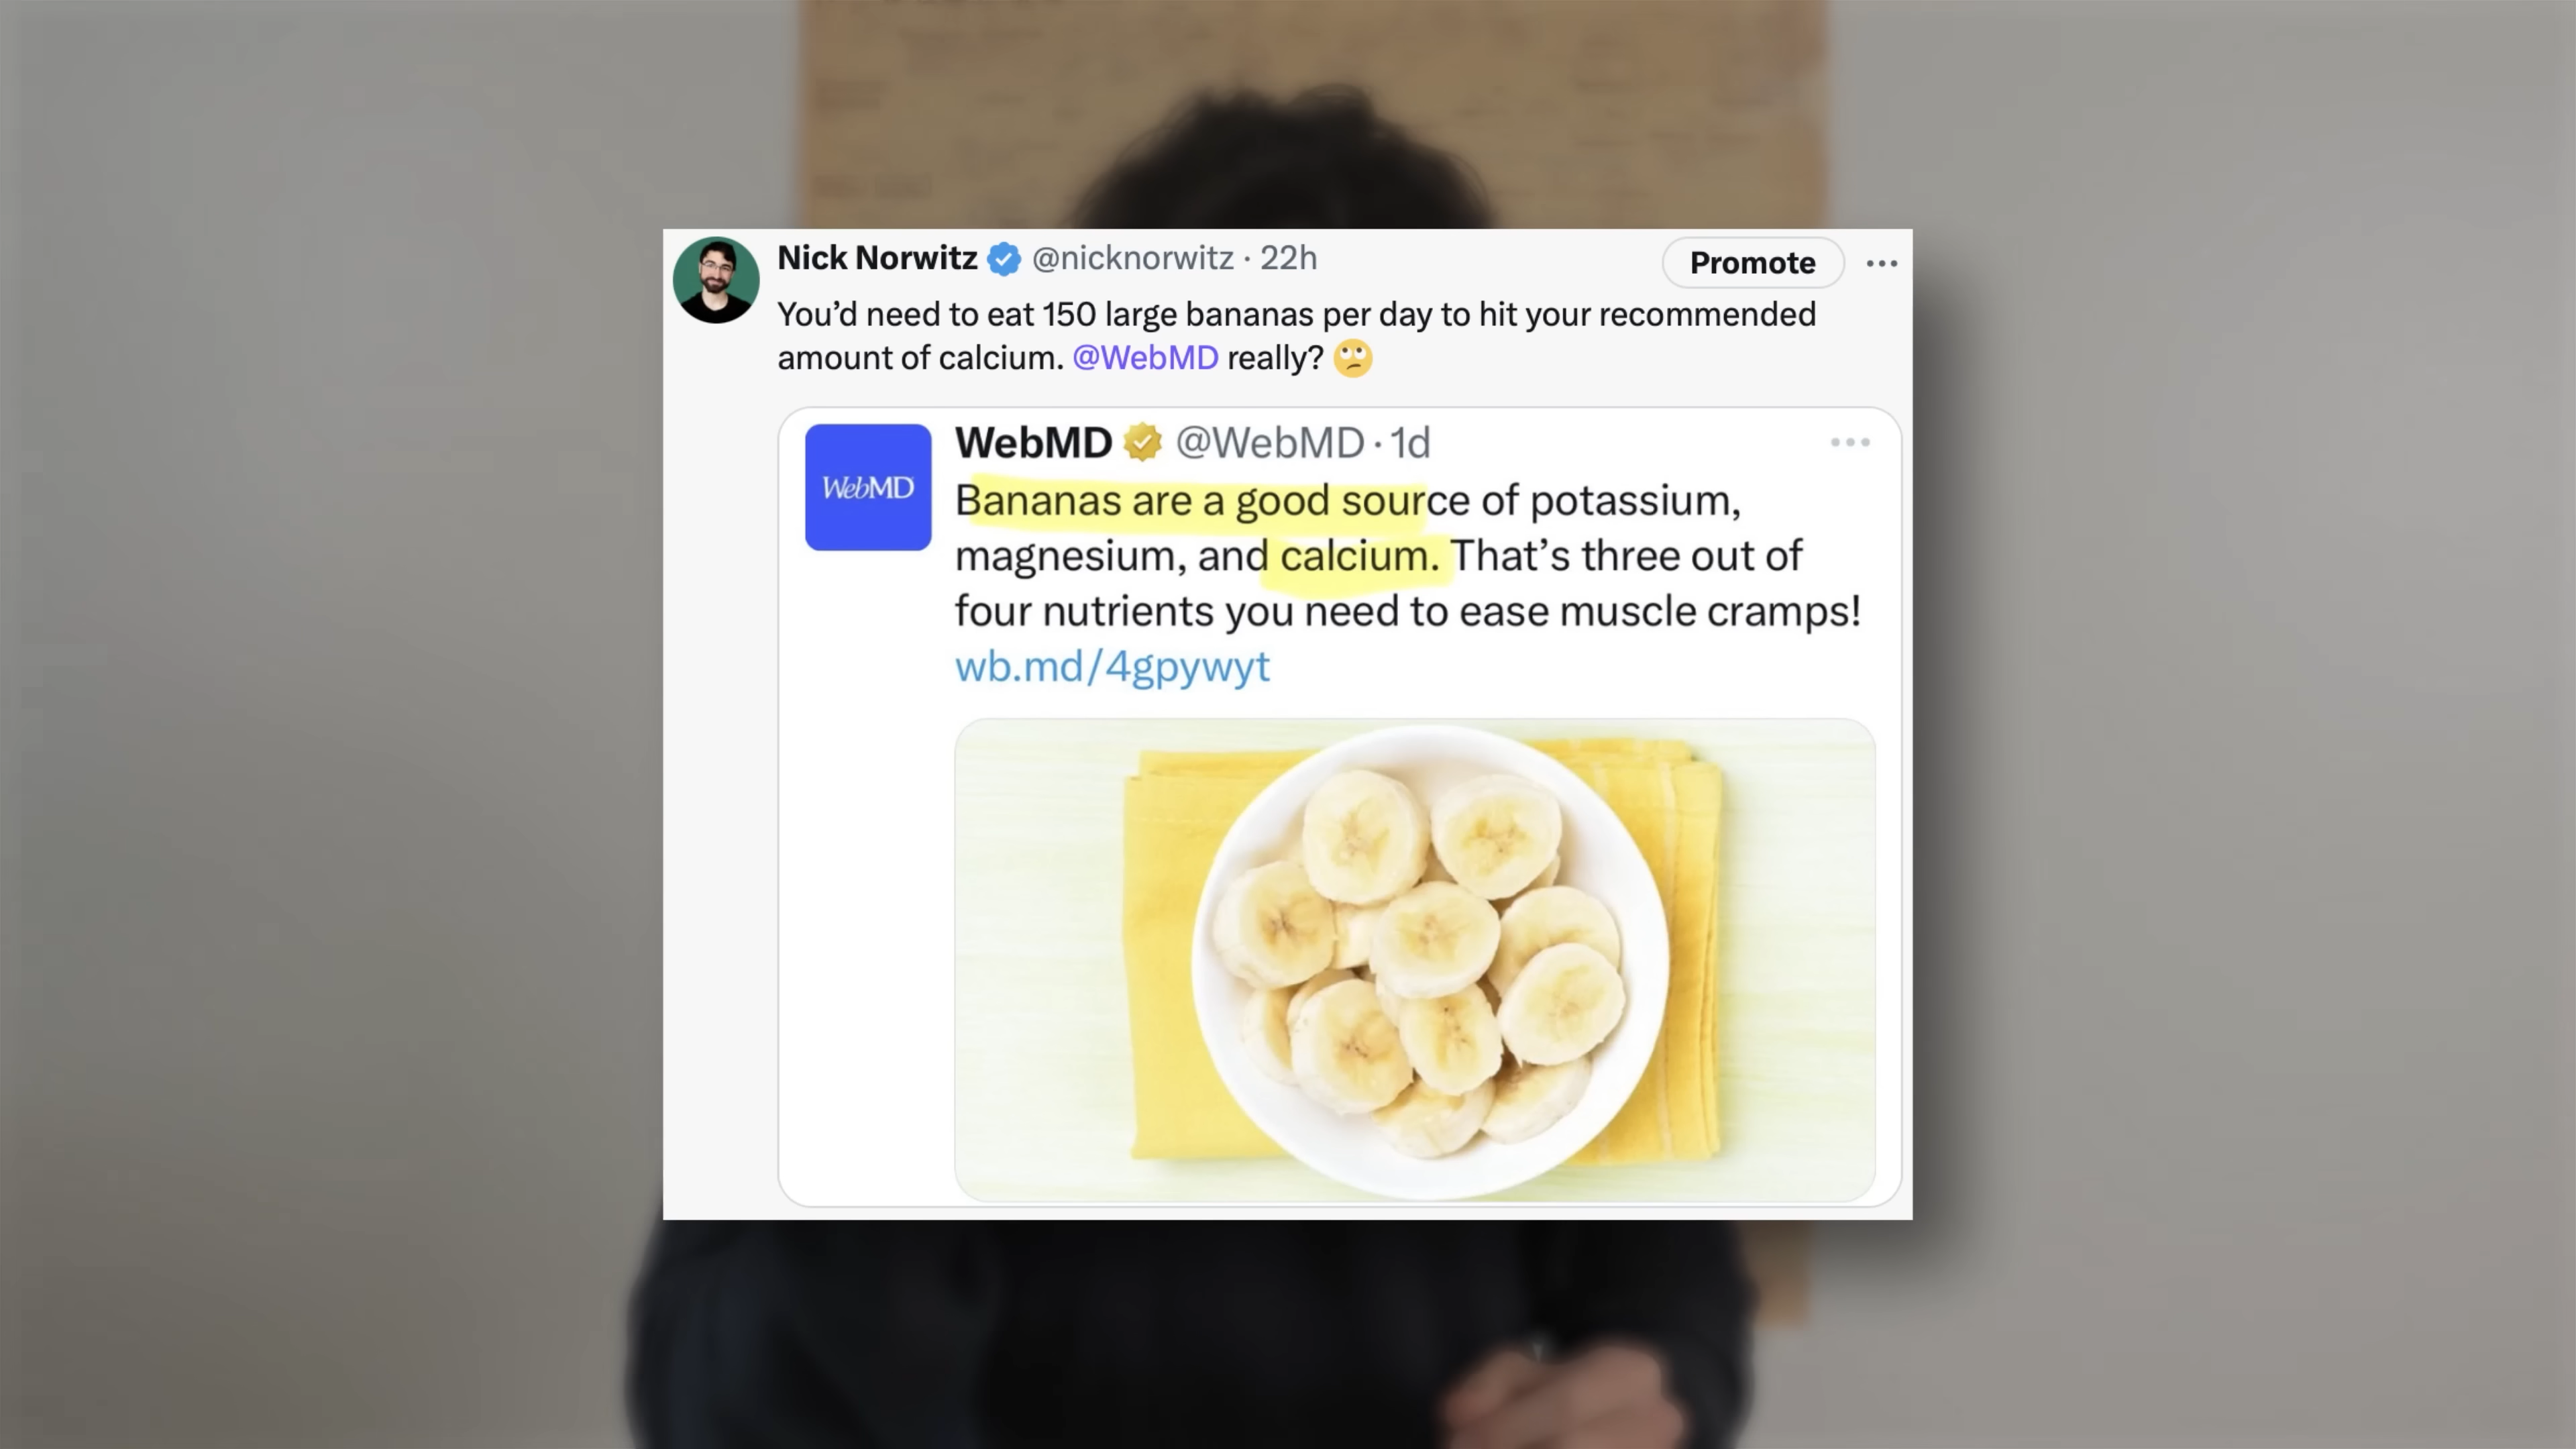 Nick Norwitz @nicknorwitz · 22h
Promote
You’d need to eat 150 large bananas per day to hit your recommended
amount of calcium. @WebMD really? 🙄
WebMD
WebMD @WebMD · 1d
Bananas are a good source of potassium,
magnesium, and calcium. That’s three out of
four nutrients you need to ease muscle cramps!
wb.md/4gpywyt